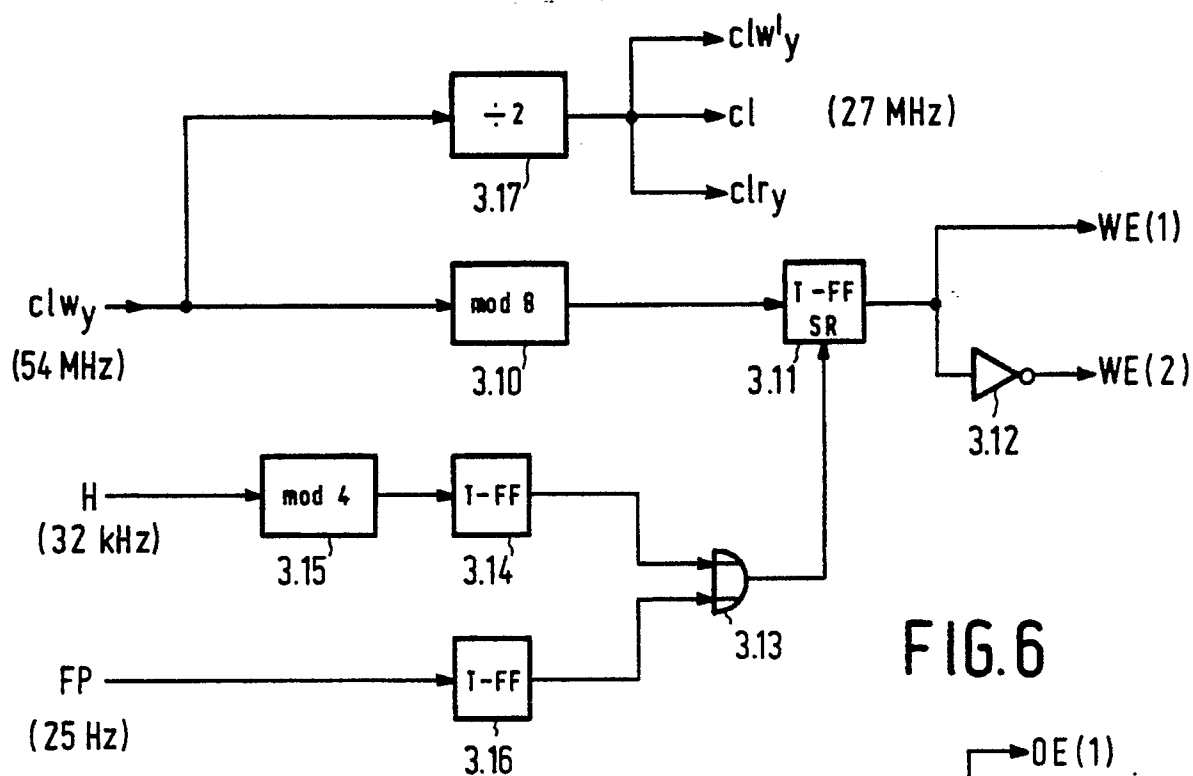 clw'y
÷2
cl (27 MHz)
3.17
clry
WE(1)
clwy
mod 8
T-FF
SR
(54 MHz)
3.10
3.11
WE(2)
3.12
H
mod 4
T-FF
(32 kHz)
3.15
3.14
3.13
FIG.6
FP
T-FF
(25 Hz)
3.16
OE(1)